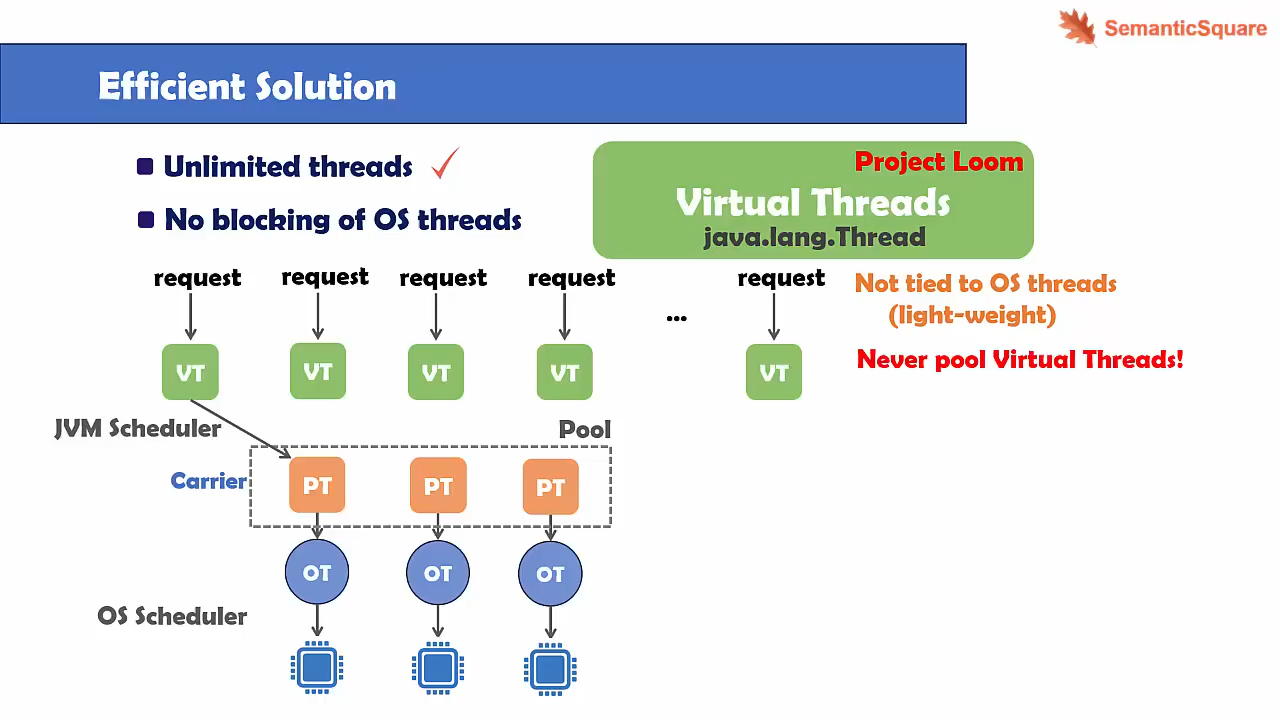 SemanticSquare
Efficient Solution
Unlimited threads
No blocking of OS threads
Project Loom
Virtual Threads
java.lang.Thread
request request request request ... request
Not tied to OS threads
(light-weight)
Never pool Virtual Threads!
VT VT VT VT VT
JVM Scheduler
Pool
Carrier
PT PT PT
OT OT OT
OS Scheduler